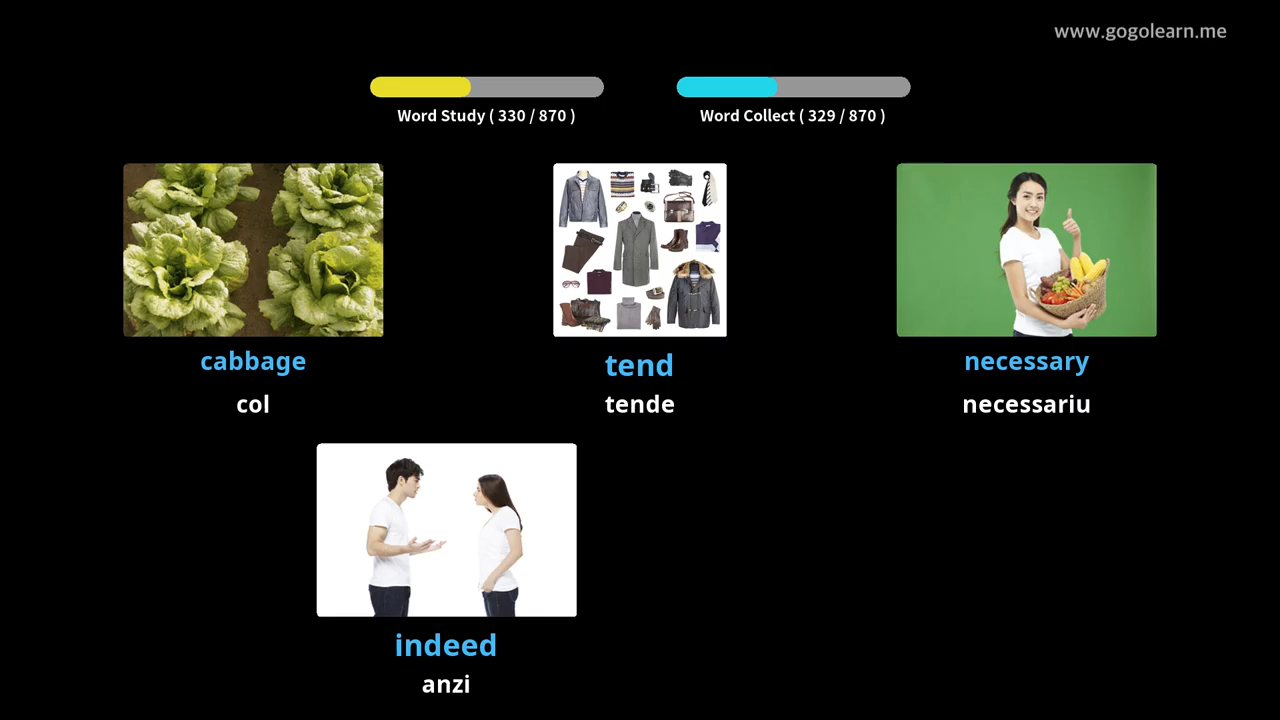 www.gogolearn.me
Word Study ( 330 / 870 )
Word Collect ( 329 / 870 )
cabbage
col
tend
tende
necessary
necessariu
indeed
anzi